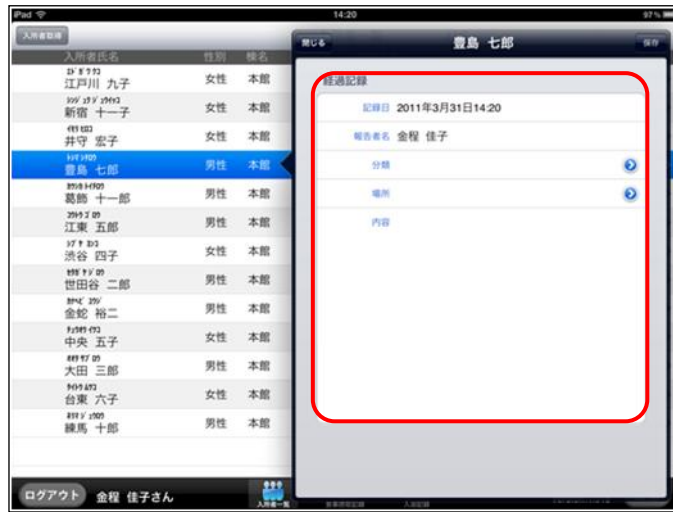 iPad 14:20 97%
入所者取得
入所者氏名 性別 棟名
江戸川 九子 女性 本館
新宿 十一子 女性 本館
井守 宏子 女性 本館
豊島 七郎 男性 本館
葛飾 十一郎 男性 本館
江東 五郎 男性 本館
渋谷 四子 女性 本館
世田谷 二郎 男性 本館
金蛇 裕二 男性 本館
中央 五子 女性 本館
大田 三郎 男性 本館
台東 六子 女性 本館
練馬 十郎 男性 本館
閉じる 豊島 七郎 保存
経過記録
記録日 2011年3月31日14:20
報告者名 金程 佳子
分類
場所
内容
ログアウト 金程 佳子さん 入所者一覧